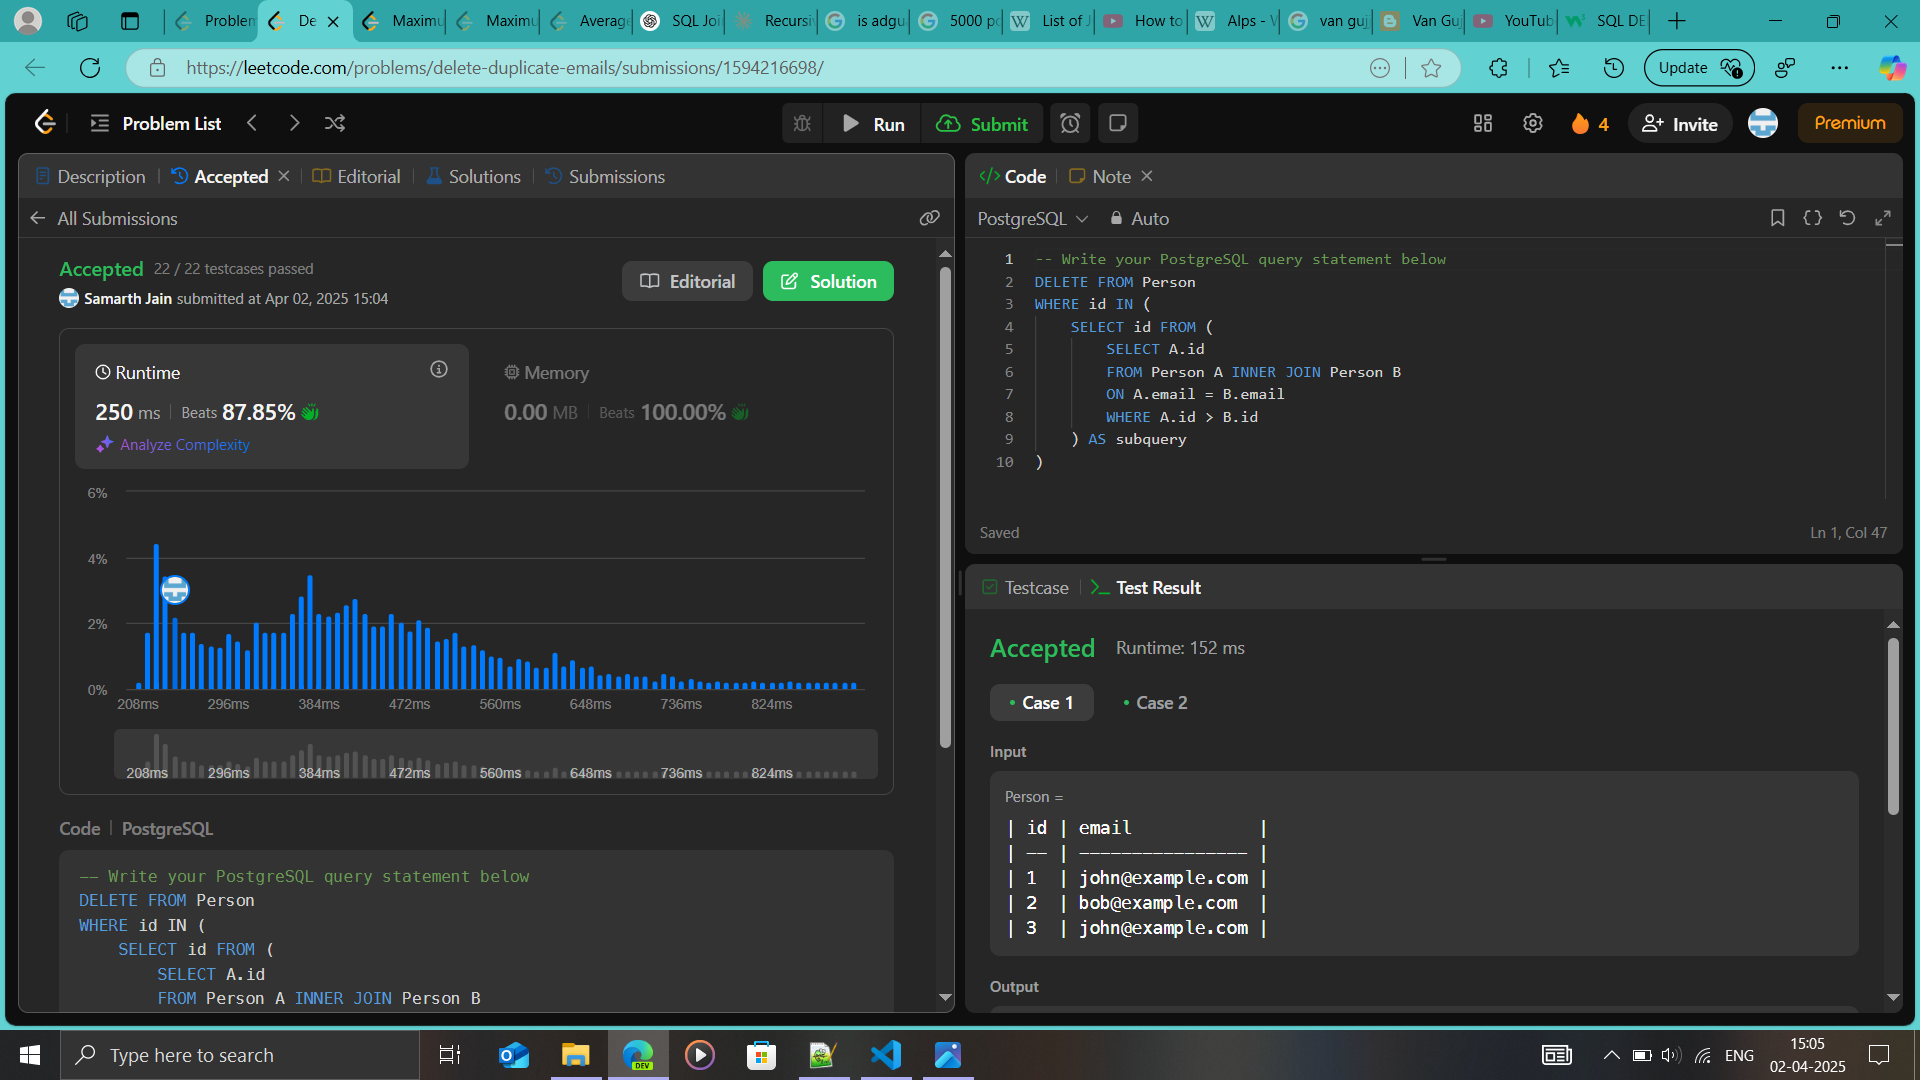 Problem
De
Maximu
Maximu
Average
SQL Joi
Recursiv
is adgua
5000 po
List of J
How to
Alps - W
van guj
Van Guj
YouTub
SQL DE
https://leetcode.com/problems/delete-duplicate-emails/submissions/1594216698/
Update
Problem List
Run
Submit
4
Invite
Premium
Description
Accepted
Editorial
Solutions
Submissions
All Submissions
Accepted 22 / 22 testcases passed
Samarth Jain submitted at Apr 02, 2025 15:04
Editorial
Solution
Runtime
250 ms | Beats 87.85%
Analyze Complexity
Memory
0.00 MB | Beats 100.00%
6%
4%
2%
0%
208ms 296ms 384ms 472ms 560ms 648ms 736ms 824ms
208ms 296ms 384ms 472ms 560ms 648ms 736ms 824ms
Code | PostgreSQL
-- Write your PostgreSQL query statement below
DELETE FROM Person
WHERE id IN (
SELECT id FROM (
SELECT A.id
FROM Person A INNER JOIN Person B
</> Code
Note
PostgreSQL
Auto
1 -- Write your PostgreSQL query statement below
2 DELETE FROM Person
3 WHERE id IN (
4 SELECT id FROM (
5 SELECT A.id
6 FROM Person A INNER JOIN Person B
7 ON A.email = B.email
8 WHERE A.id > B.id
9 ) AS subquery
10 )
Saved
Ln 1, Col 47
Testcase
Test Result
Accepted Runtime: 152 ms
Case 1
Case 2
Input
Person =
| id | email |
| -- | ---------------- |
| 1 | john@example.com |
| 2 | bob@example.com |
| 3 | john@example.com |
Output
Type here to search
DEV
ENG
15:05
02-04-2025